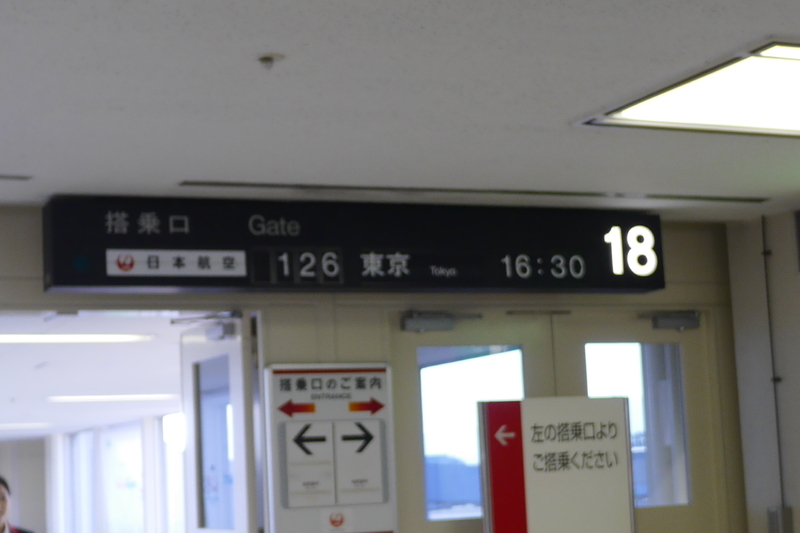 搭乗口 Gate
日本航空 126 東京 Tokyo 16:30 18
搭乗口のご案内
ENTRANCE
左の搭乗口より
ご搭乗ください